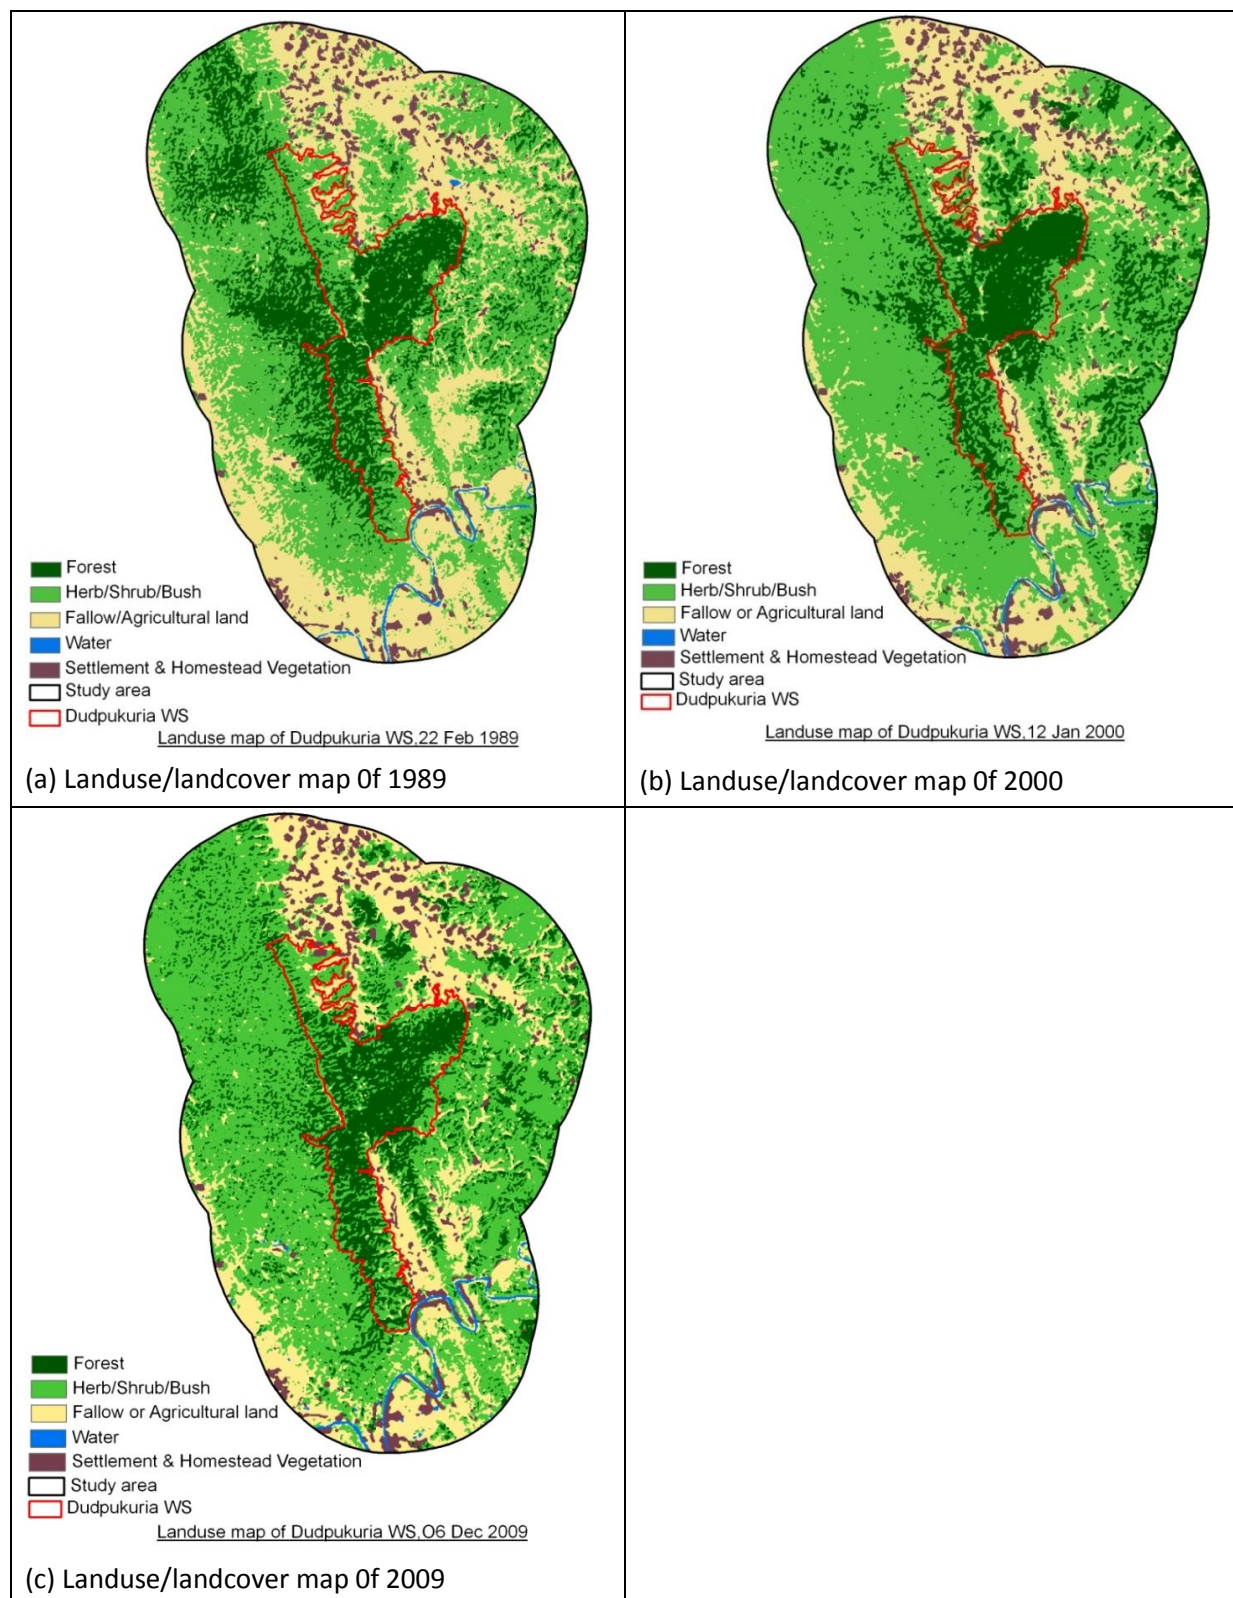 Forest
Herb/Shrub/Bush
Fallow/Agricultural land
Water
Settlement & Homestead Vegetation
Study area
Dudpukuria WS
Landuse map of Dudpukuria WS,22 Feb 1989
(a) Landuse/landcover map 0f 1989
Forest
Herb/Shrub/Bush
Fallow or Agricultural land
Water
Settlement & Homestead Vegetation
Study area
Dudpukuria WS
Landuse map of Dudpukuria WS,12 Jan 2000
(b) Landuse/landcover map 0f 2000
Forest
Herb/Shrub/Bush
Fallow or Agricultural land
Water
Settlement & Homestead Vegetation
Study area
Dudpukuria WS
Landuse map of Dudpukuria WS,O6 Dec 2009
(c) Landuse/landcover map 0f 2009